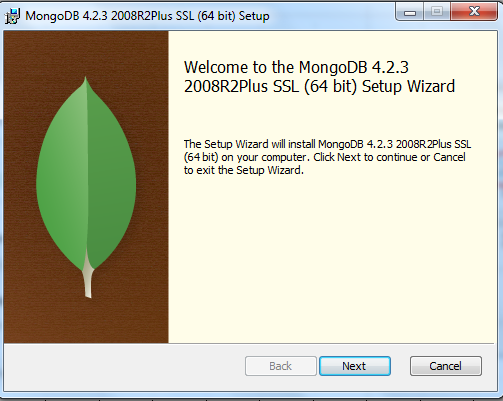 MongoDB 4.2.3 2008R2Plus SSL (64 bit) Setup
Welcome to the MongoDB 4.2.3
2008R2Plus SSL (64 bit) Setup Wizard
The Setup Wizard will install MongoDB 4.2.3 2008R2Plus SSL
(64 bit) on your computer. Click Next to continue or Cancel
to exit the Setup Wizard.
Back Next Cancel